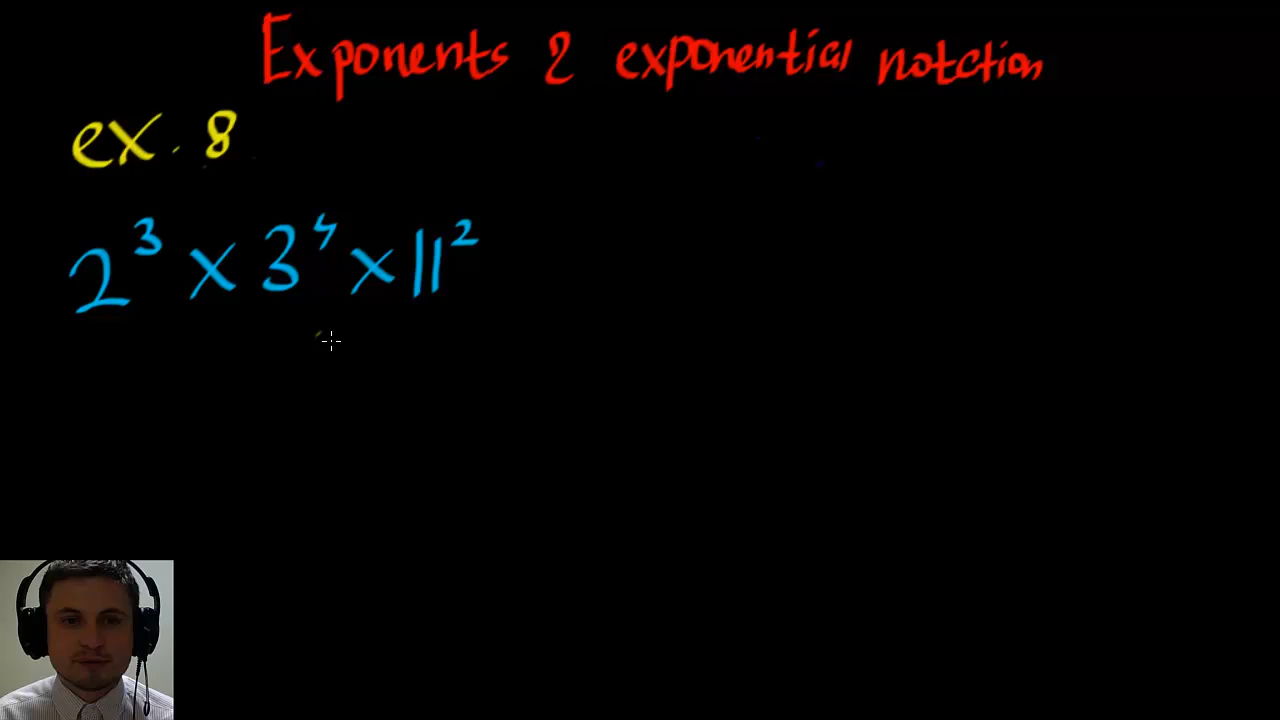 Exponents 2 exponential notation
ex. 8
2³ x 3⁴ x 11²